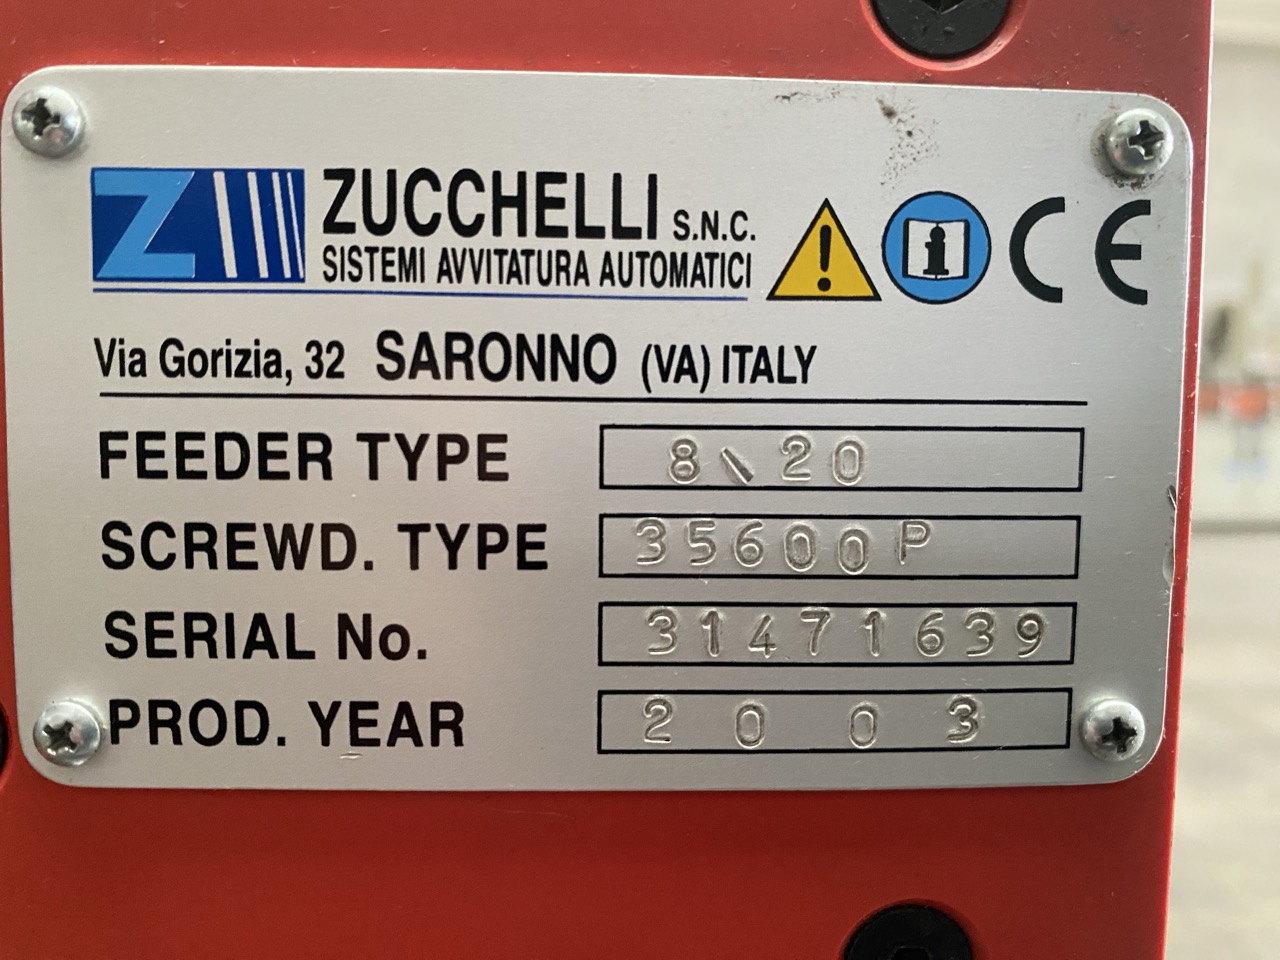 Z
ZUCCHELLI S.N.C.
SISTEMI AVVITATURA AUTOMATICI
CE
Via Gorizia, 32 SARONNO (VA) ITALY
FEEDER TYPE 8\20
SCREWD. TYPE 35600P
SERIAL No. 31471639
PROD. YEAR 2003